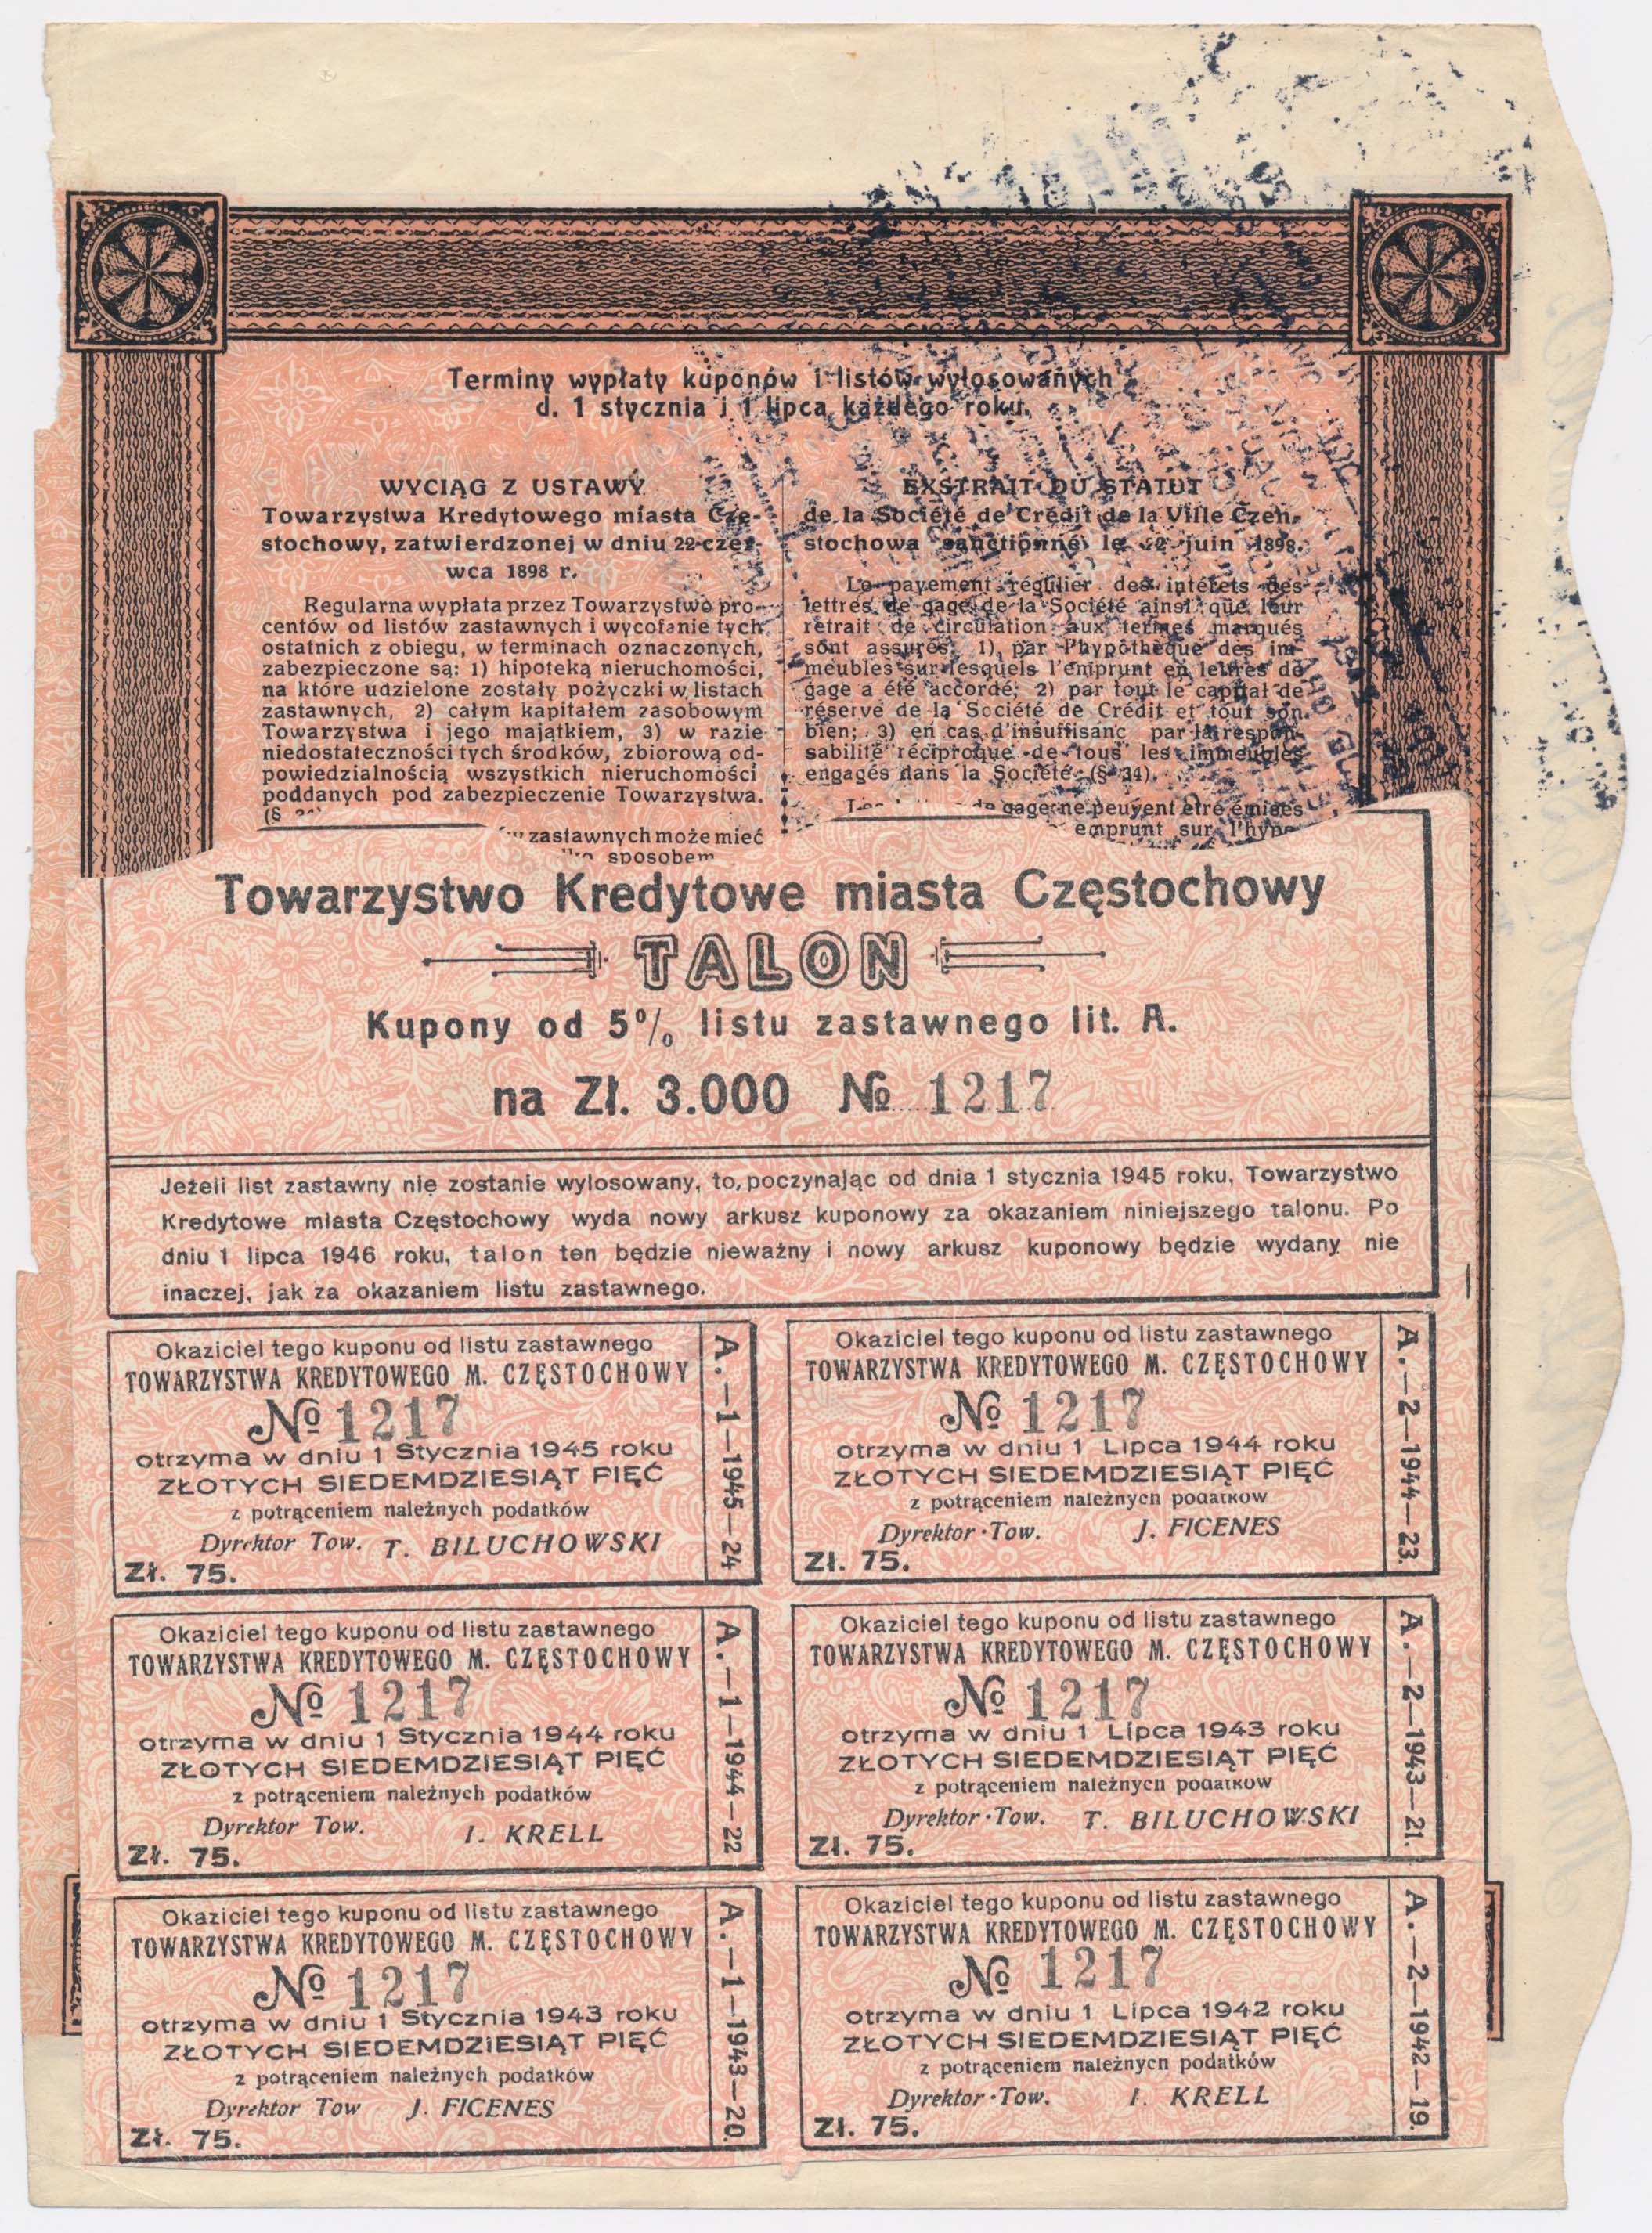 Terminy wypłaty kuponów i listów wylosowanych
d. 1 stycznia i 1 lipca każdego roku.
WYCIĄG Z USTAWY
Towarzystwa Kredytowego miasta Czę-
stochowy, zatwierdzonej w dniu 22 czer-
wca 1898 r.
Regularna wypłata przez Towarzystwo pro-
centów od listów zastawnych i wycofanie tych
ostatnich z obiegu, w terminach oznaczonych,
zabezpieczone są: 1) hipoteką nieruchomości,
na które udzielone zostały pożyczki w listach
zastawnych, 2) całym kapitałem zasobowym
Towarzystwa i jego majątkiem, 3) w razie
niedostateczności tych środków, zbiorową od-
powiedzialnością wszystkich nieruchomości
poddanych pod zabezpieczenie Towarzystwa.
(§
zastawnych może mieć
sposobem
EXSTRAIT DU STATUT
de la Société de Crédit de la Ville Czen-
stochowa sanctionné le 22 juin 1898.
Le payement régulier des intérets des
lettres de gage de la Société ainsi que leur
retrait de circulation aux termes marqués
sont assurés: 1) par l'hypothèque des im-
meubles sur lesquels l'emprunt en lettres de
gage a été accordé; 2) par tout le capital de
réserve de la Société de Crédit et tout son
bien; 3) en cas d'insuffisanc par la respon-
sabilité réciproque de tous les immeubles
engagés dans la Société (§ 34).
de gage ne peuvent etre émises
emprunt sur l'hypo
Towarzystwo Kredytowe miasta Częstochowy
TALON
Kupony od 5% listu zastawnego lit. A.
na Zł. 3.000 № 1217
Jeżeli list zastawny nie zostanie wylosowany, to, poczynając od dnia 1 stycznia 1945 roku, Towarzystwo
Kredytowe miasta Częstochowy wyda nowy arkusz kuponowy za okazaniem niniejszego talonu. Po
dniu 1 lipca 1946 roku, talon ten będzie nieważny i nowy arkusz kuponowy będzie wydany nie
inaczej, jak za okazaniem listu zastawnego.
Okaziciel tego kuponu od listu zastawnego
TOWARZYSTWA KREDYTOWEGO M. CZĘSTOCHOWY
№ 1217
otrzyma w dniu 1 Stycznia 1945 roku
ZŁOTYCH SIEDEMDZIESIĄT PIĘĆ
z potrąceniem należnych podatków
Dyrektor Tow. T. BILUCHOWSKI
Zł. 75.
A.—1—1945—24
Okaziciel tego kuponu od listu zastawnego
TOWARZYSTWA KREDYTOWEGO M. CZĘSTOCHOWY
№ 1217
otrzyma w dniu 1 Lipca 1944 roku
ZŁOTYCH SIEDEMDZIESIĄT PIĘĆ
z potrąceniem należnych podatków
Dyrektor Tow. J. FICENES
Zł. 75.
A.—2—1944—23.
Okaziciel tego kuponu od listu zastawnego
TOWARZYSTWA KREDYTOWEGO M. CZĘSTOCHOWY
№ 1217
otrzyma w dniu 1 Stycznia 1944 roku
ZŁOTYCH SIEDEMDZIESIĄT PIĘĆ
z potrąceniem należnych podatków
Dyrektor Tow. I. KRELL
Zł. 75.
A.—1—1944—22
Okaziciel tego kuponu od listu zastawnego
TOWARZYSTWA KREDYTOWEGO M. CZĘSTOCHOWY
№ 1217
otrzyma w dniu 1 Lipca 1943 roku
ZŁOTYCH SIEDEMDZIESIĄT PIĘĆ
z potrąceniem należnych podatków
Dyrektor Tow. T. BILUCHOWSKI
Zł. 75.
A.—2—1943—21.
Okaziciel tego kuponu od listu zastawnego
TOWARZYSTWA KREDYTOWEGO M. CZĘSTOCHOWY
№ 1217
otrzyma w dniu 1 Stycznia 1943 roku
ZŁOTYCH SIEDEMDZIESIĄT PIĘĆ
z potrąceniem należnych podatków
Dyrektor Tow J. FICENES
Zł. 75.
A.—1—1943—20.
Okaziciel tego kuponu od listu zastawnego
TOWARZYSTWA KREDYTOWEGO M. CZĘSTOCHOWY
№ 1217
otrzyma w dniu 1 Lipca 1942 roku
ZŁOTYCH SIEDEMDZIESIĄT PIĘĆ
z potrąceniem należnych podatków
Dyrektor Tow. I. KRELL
Zł. 75.
A.—2—1942—19.